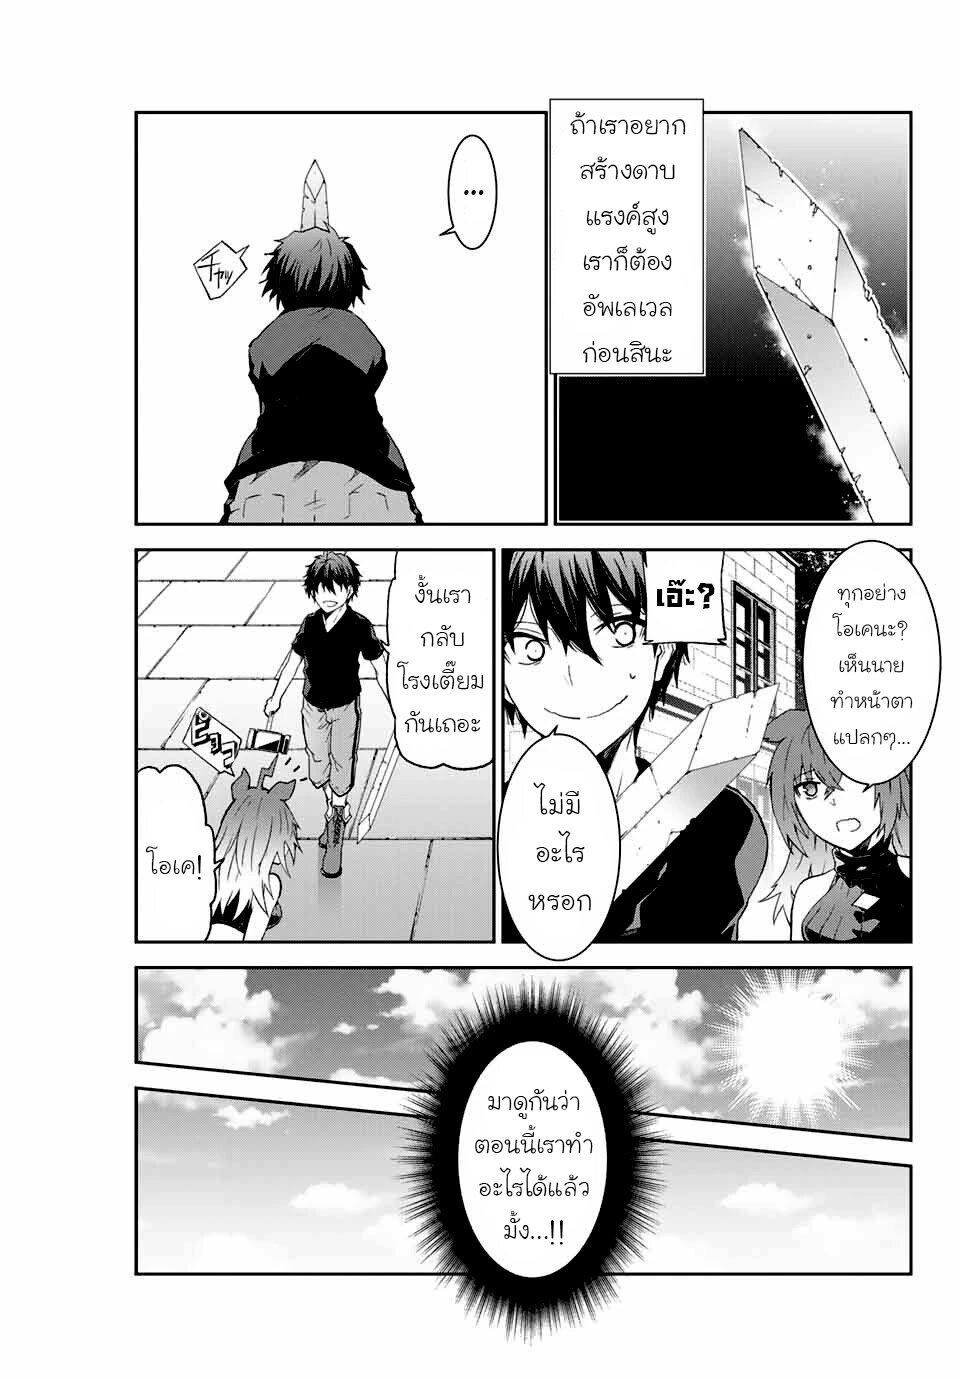 ถ้าเราอยาก
สร้างดาบ
แรงค์สูง
เราก็ต้อง
อัพเลเวล
ก่อนสินะ
...
チャッ
ทุกอย่าง
โอเคนะ?
เห็นนาย
ทำหน้าตา
แปลกๆ...
เอ๊ะ?
ไม่มี
อะไร
หรอก
งั้นเรา
กลับ
โรงเตี๊ยม
กันเถอะ
ピョコ
โอเค!
มาดูกันว่า
ตอนนี้เราทำ
อะไรได้แล้ว
มั้ง...!!